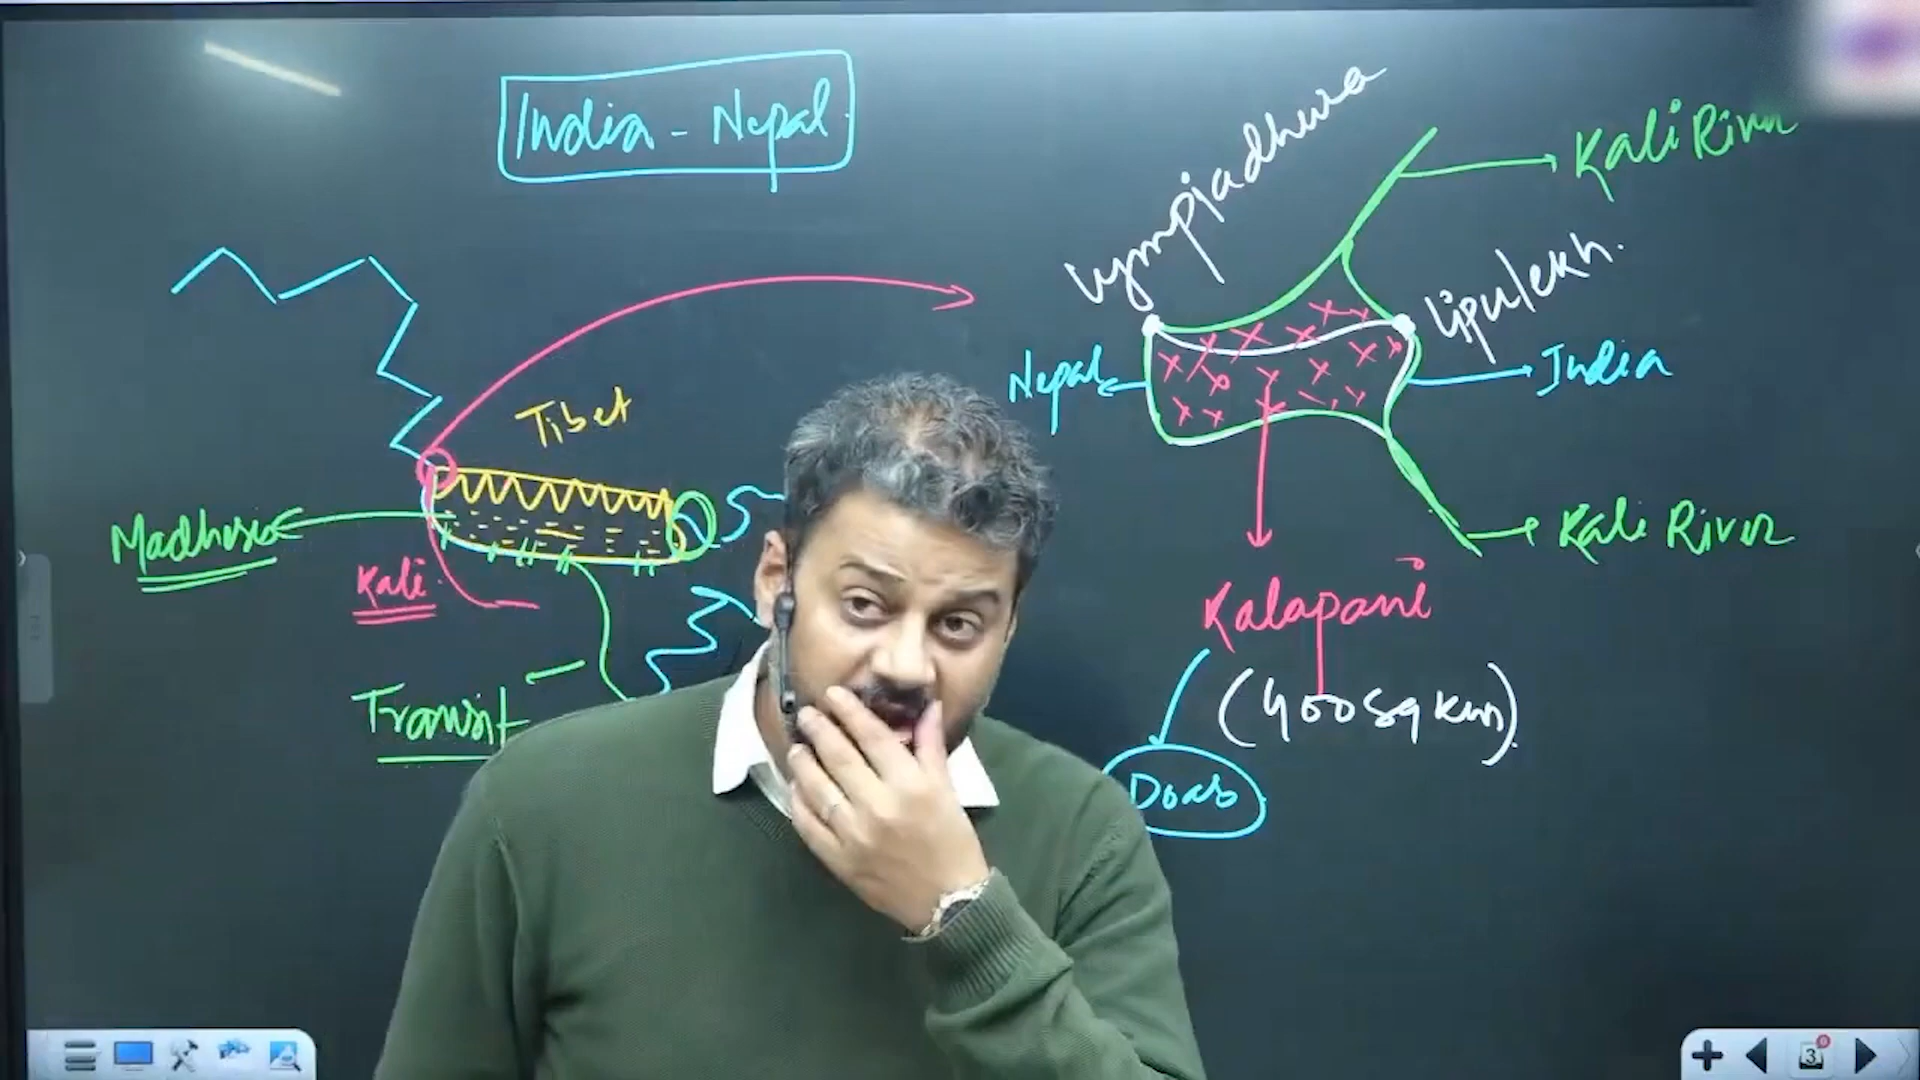 India - Nepal
Lympiadhura
Kali River
Lipulekh.
Nepal
India
Tibet
Madhesi
Kali
Kali River
Kalapani
Transit
(400 sq km).
Doab
3